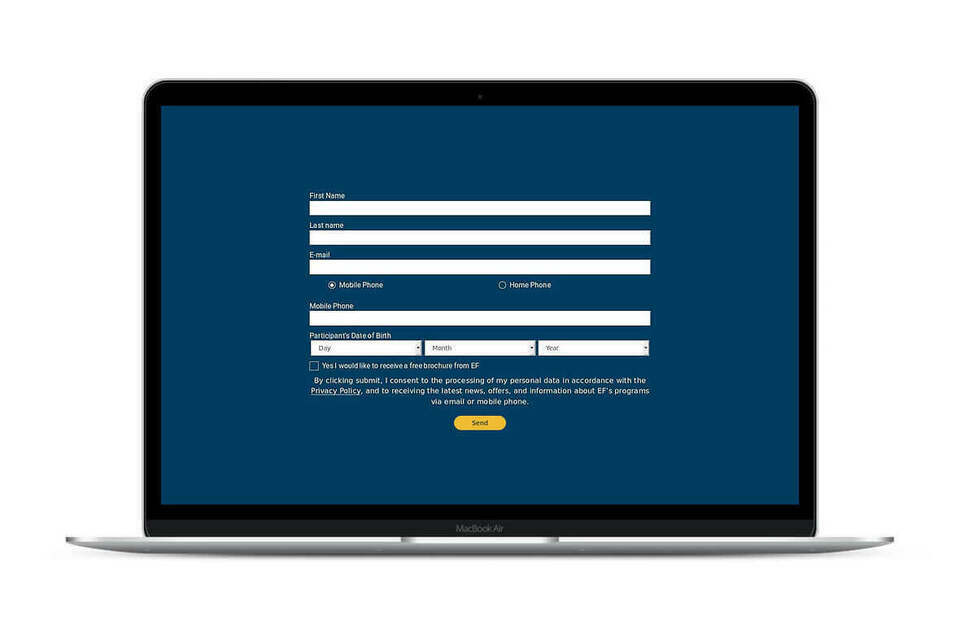 First Name
Last name
E-mail
Mobile Phone Home Phone
Mobile Phone
Participant's Date of Birth
Day Month Year
Yes I would like to receive a free brochure from EF
By clicking submit, I consent to the processing of my personal data in accordance with the
Privacy Policy, and to receiving the latest news, offers, and information about EF's programs
via email or mobile phone.
Send
MacBook Air